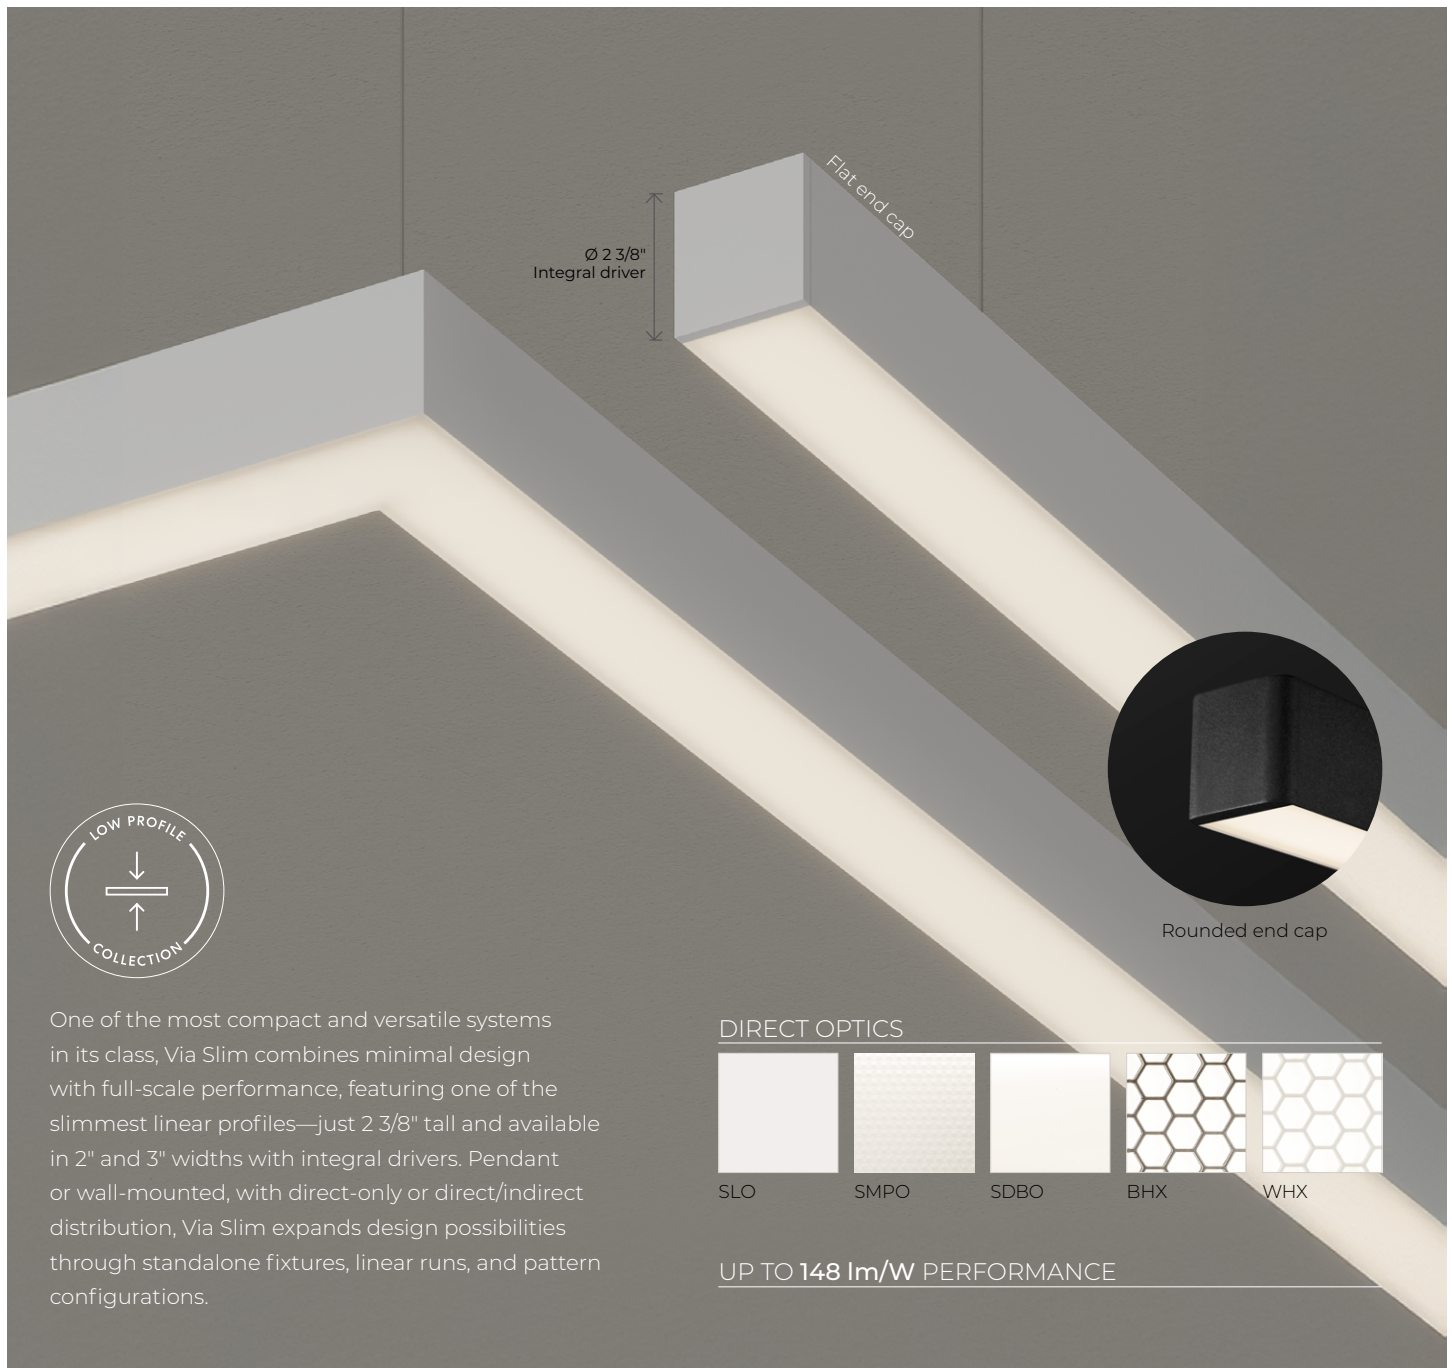 Flat end cap
Ø 2 3/8"
Integral driver
LOW PROFILE
COLLECTION
Rounded end cap
One of the most compact and versatile systems
in its class, Via Slim combines minimal design
with full-scale performance, featuring one of the
slimmest linear profiles—just 2 3/8" tall and available
in 2" and 3" widths with integral drivers. Pendant
or wall-mounted, with direct-only or direct/indirect
distribution, Via Slim expands design possibilities
through standalone fixtures, linear runs, and pattern
configurations.
DIRECT OPTICS
SLO SMPO SDBO BHX WHX
UP TO 148 lm/W PERFORMANCE